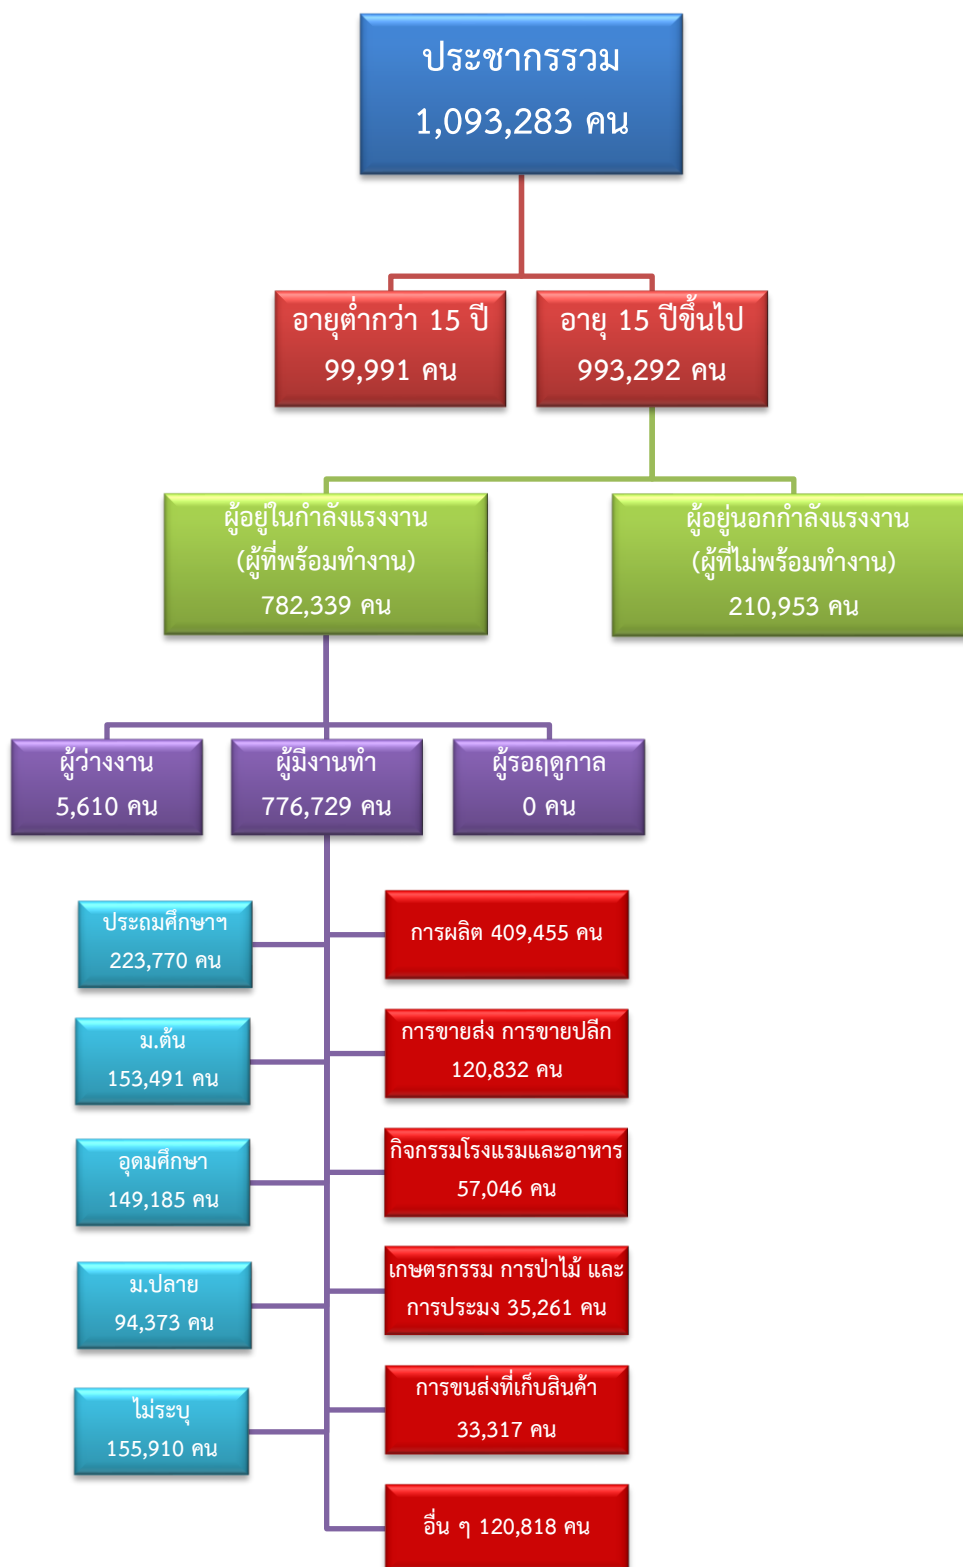 ประชากรรวม
1,093,283 คน
อายุต่ำกว่า 15 ปี
99,991 คน
อายุ 15 ปีขึ้นไป
993,292 คน
ผู้อยู่ในกำลังแรงงาน
(ผู้ที่พร้อมทำงาน)
782,339 คน
ผู้อยู่นอกกำลังแรงงาน
(ผู้ที่ไม่พร้อมทำงาน)
210,953 คน
ผู้ว่างงาน
5,610 คน
ผู้มีงานทำ
776,729 คน
ผู้รอฤดูกาล
0 คน
ประถมศึกษาฯ
223,770 คน
ม.ต้น
153,491 คน
อุดมศึกษา
149,185 คน
ม.ปลาย
94,373 คน
ไม่ระบุ
155,910 คน
การผลิต 409,455 คน
การขายส่ง การขายปลีก
120,832 คน
กิจกรรมโรงแรมและอาหาร
57,046 คน
เกษตรกรรม การป่าไม้ และ
การประมง 35,261 คน
การขนส่งที่เก็บสินค้า
33,317 คน
อื่น ๆ 120,818 คน